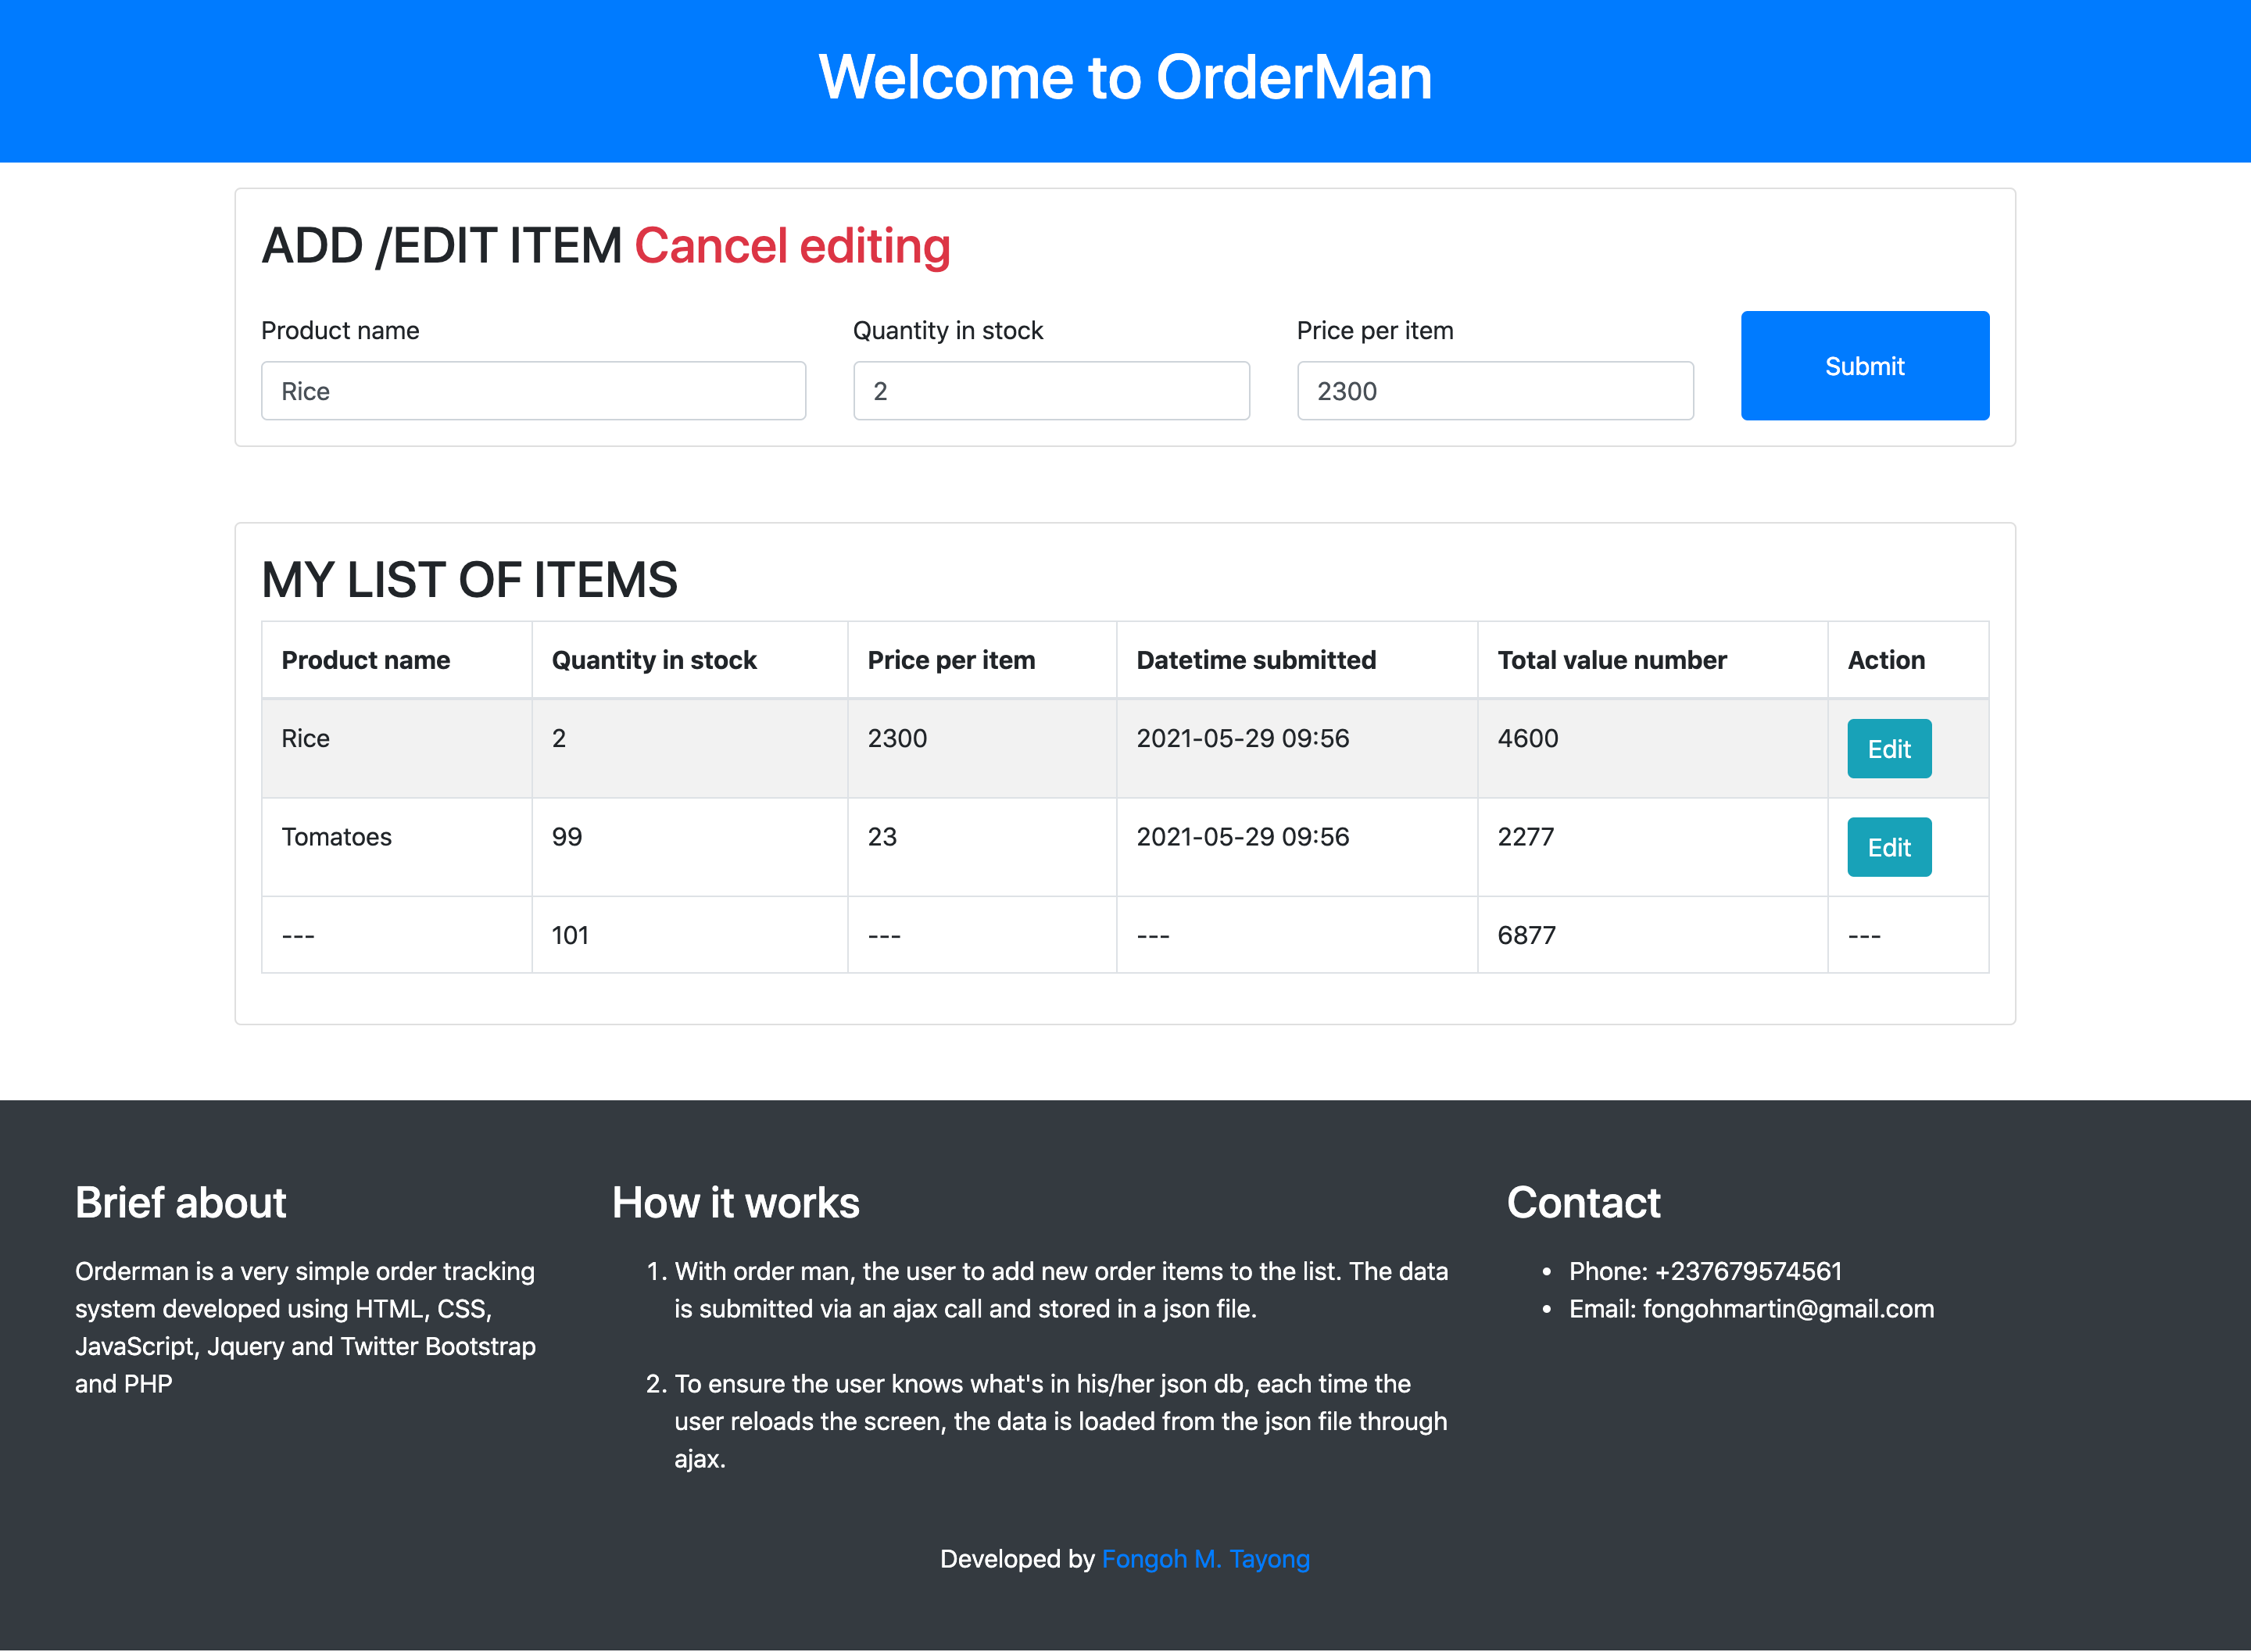 Welcome to OrderMan
ADD /EDIT ITEM Cancel editing
Product name Quantity in stock Price per item
Rice 2 2300 Submit
MY LIST OF ITEMS
Product name Quantity in stock Price per item Datetime submitted Total value number Action
Rice 2 2300 2021-05-29 09:56 4600 Edit
Tomatoes 99 23 2021-05-29 09:56 2277 Edit
--- 101 --- --- 6877 ---
Brief about
Orderman is a very simple order tracking
system developed using HTML, CSS,
JavaScript, Jquery and Twitter Bootstrap
and PHP
How it works
1. With order man, the user to add new order items to the list. The data
is submitted via an ajax call and stored in a json file.
2. To ensure the user knows what's in his/her json db, each time the
user reloads the screen, the data is loaded from the json file through
ajax.
Contact
• Phone: +237679574561
• Email: fongohmartin@gmail.com
Developed by Fongoh M. Tayong